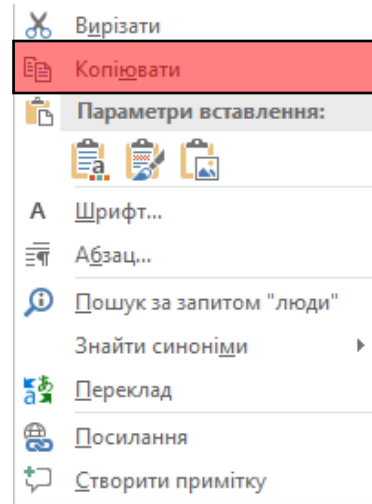 Вирізати
Копіювати
Параметри вставлення:
Шрифт...
Абзац...
Пошук за запитом "люди"
Знайти синоніми
Переклад
Посилання
Створити примітку